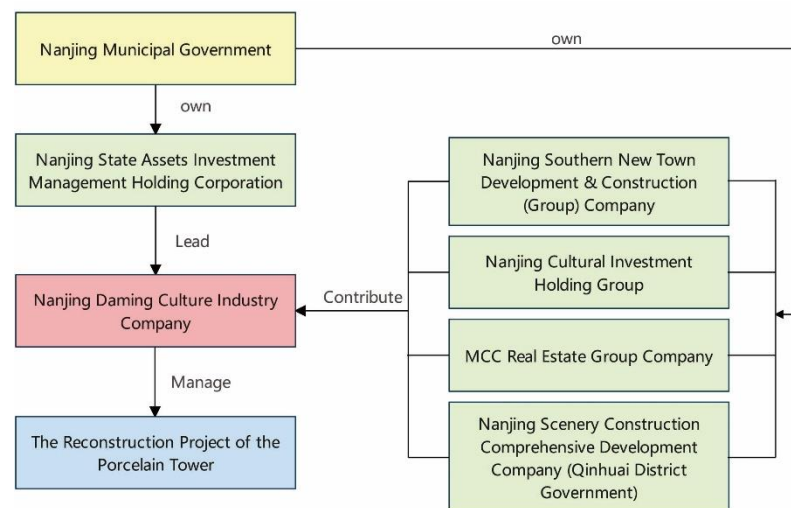 Nanjing Municipal Government
own
own
Nanjing State Assets Investment
Management Holding Corporation
Lead
Nanjing Daming Culture Industry
Company
Manage
The Reconstruction Project of the
Porcelain Tower
Contribute
Nanjing Southern New Town
Development & Construction
(Group) Company
Nanjing Cultural Investment
Holding Group
MCC Real Estate Group Company
Nanjing Scenery Construction
Comprehensive Development
Company (Qinhuai District
Government)